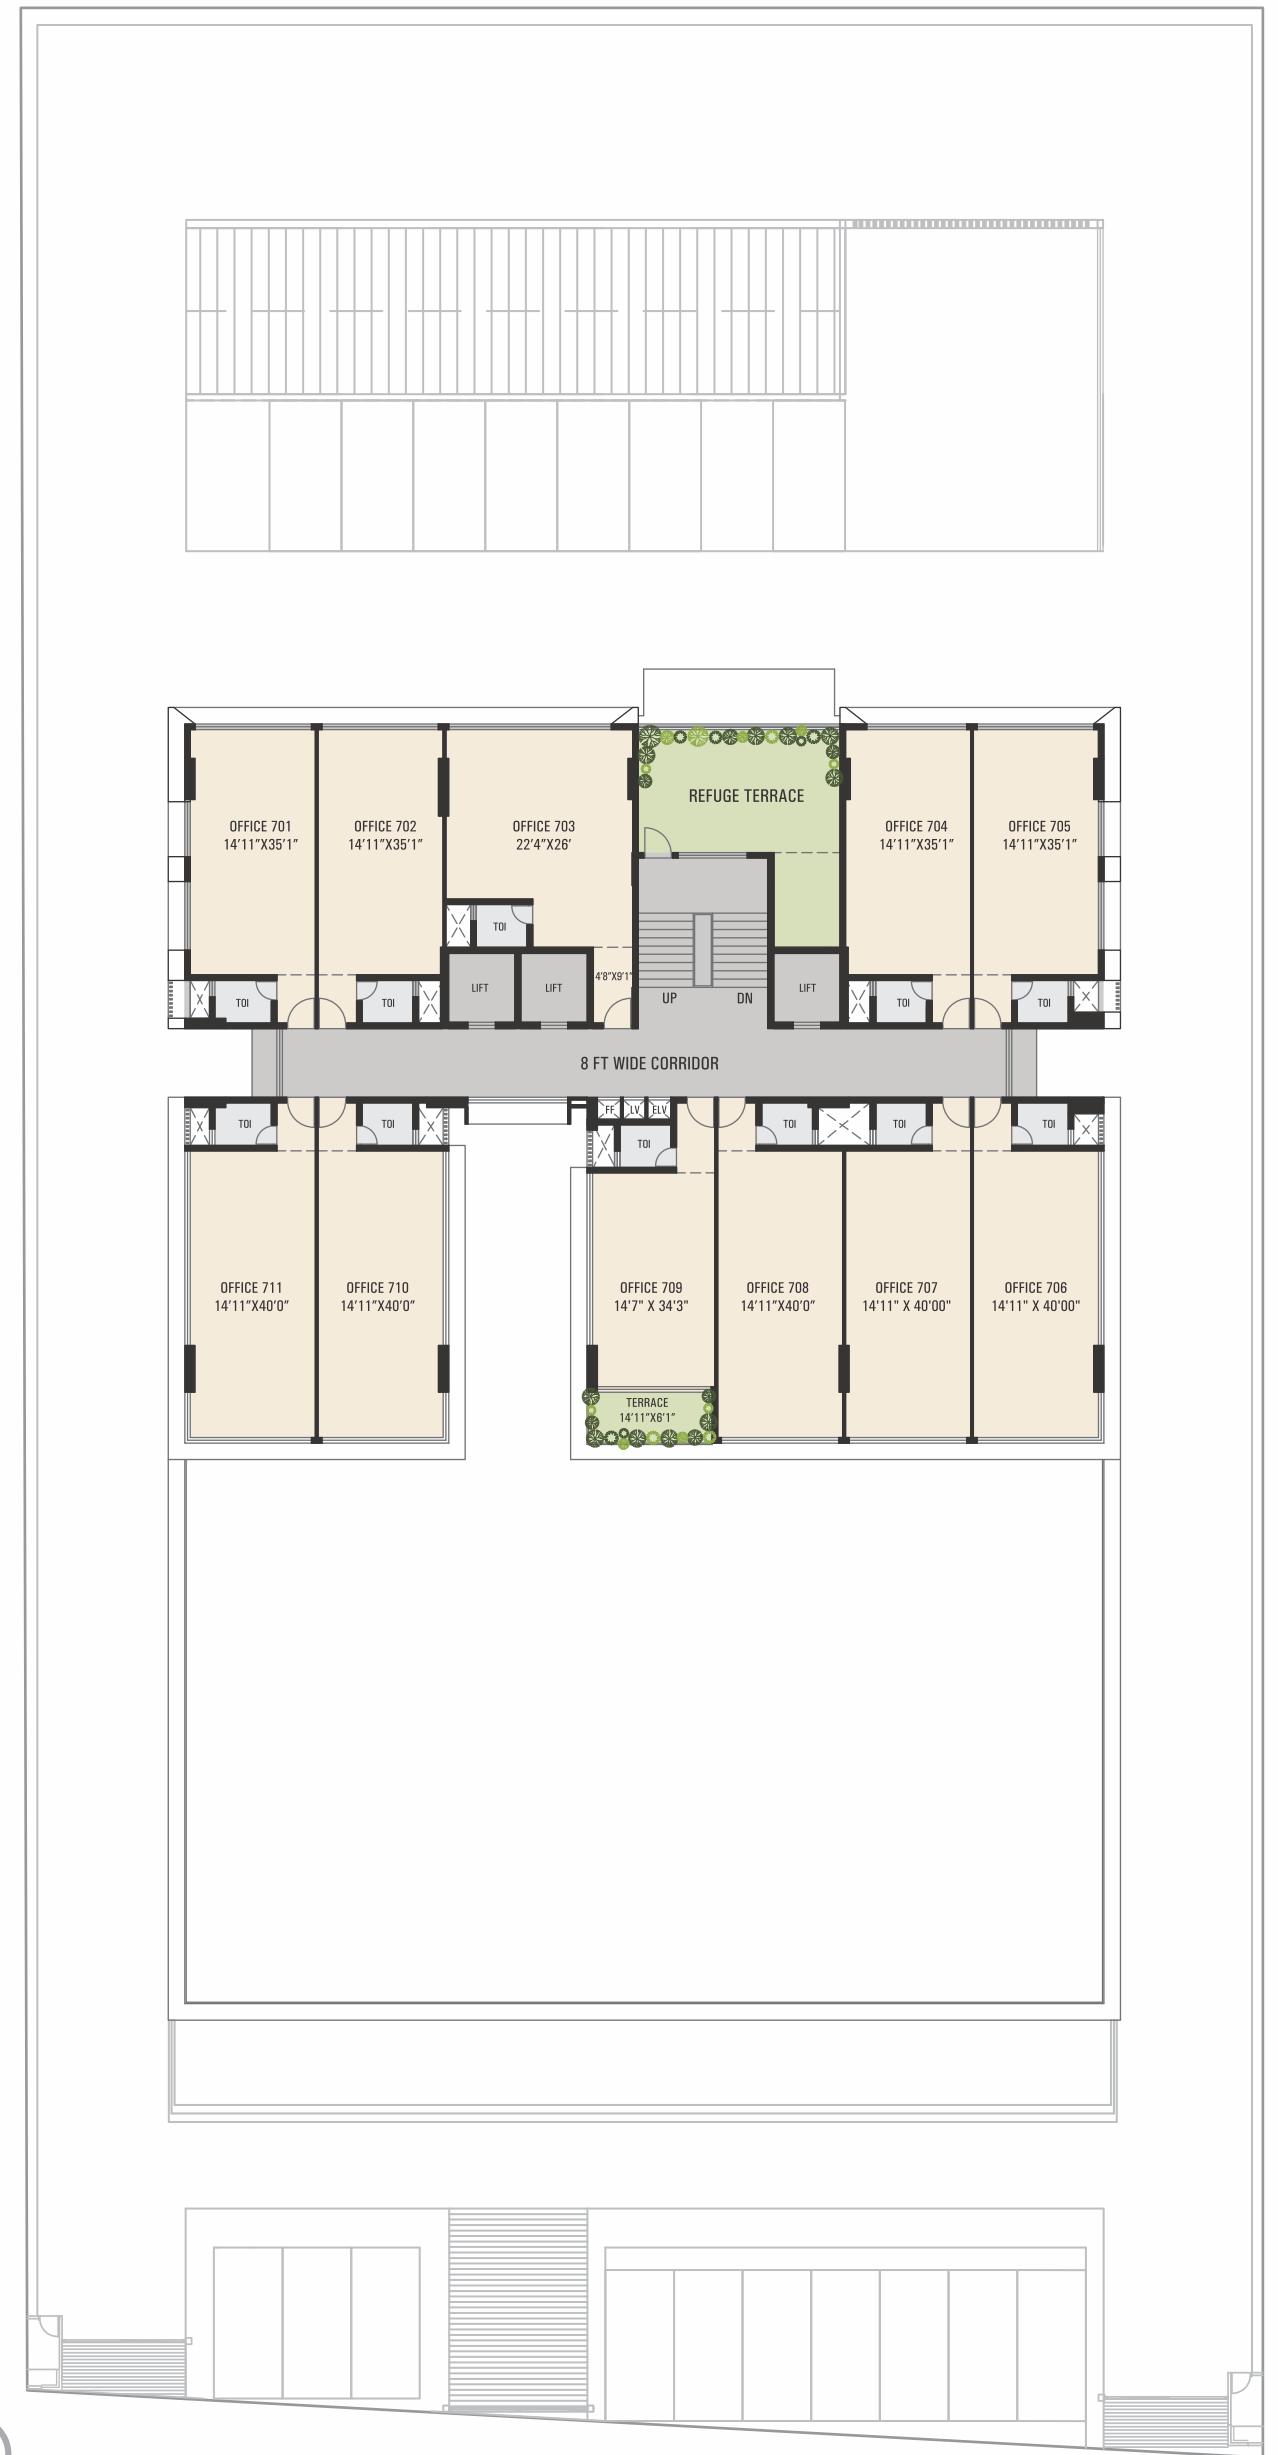 REFUGE TERRACE
OFFICE 701
14'11"X35'1"
OFFICE 702
14'11"X35'1"
OFFICE 703
22'4"X26'
OFFICE 704
14'11"X35'1"
OFFICE 705
14'11"X35'1"
TOI
4'8"X9'1"
LIFT
LIFT
LIFT
UP
DN
TOI
TOI
TOI
TOI
8 FT WIDE CORRIDOR
FF
LV
ELV
TOI
TOI
TOI
TOI
TOI
TOI
OFFICE 711
14'11"X40'0"
OFFICE 710
14'11"X40'0"
OFFICE 709
14'7" X 34'3"
OFFICE 708
14'11"X40'0"
OFFICE 707
14'11" X 40'00"
OFFICE 706
14'11" X 40'00"
TERRACE
14'11"X6'1"